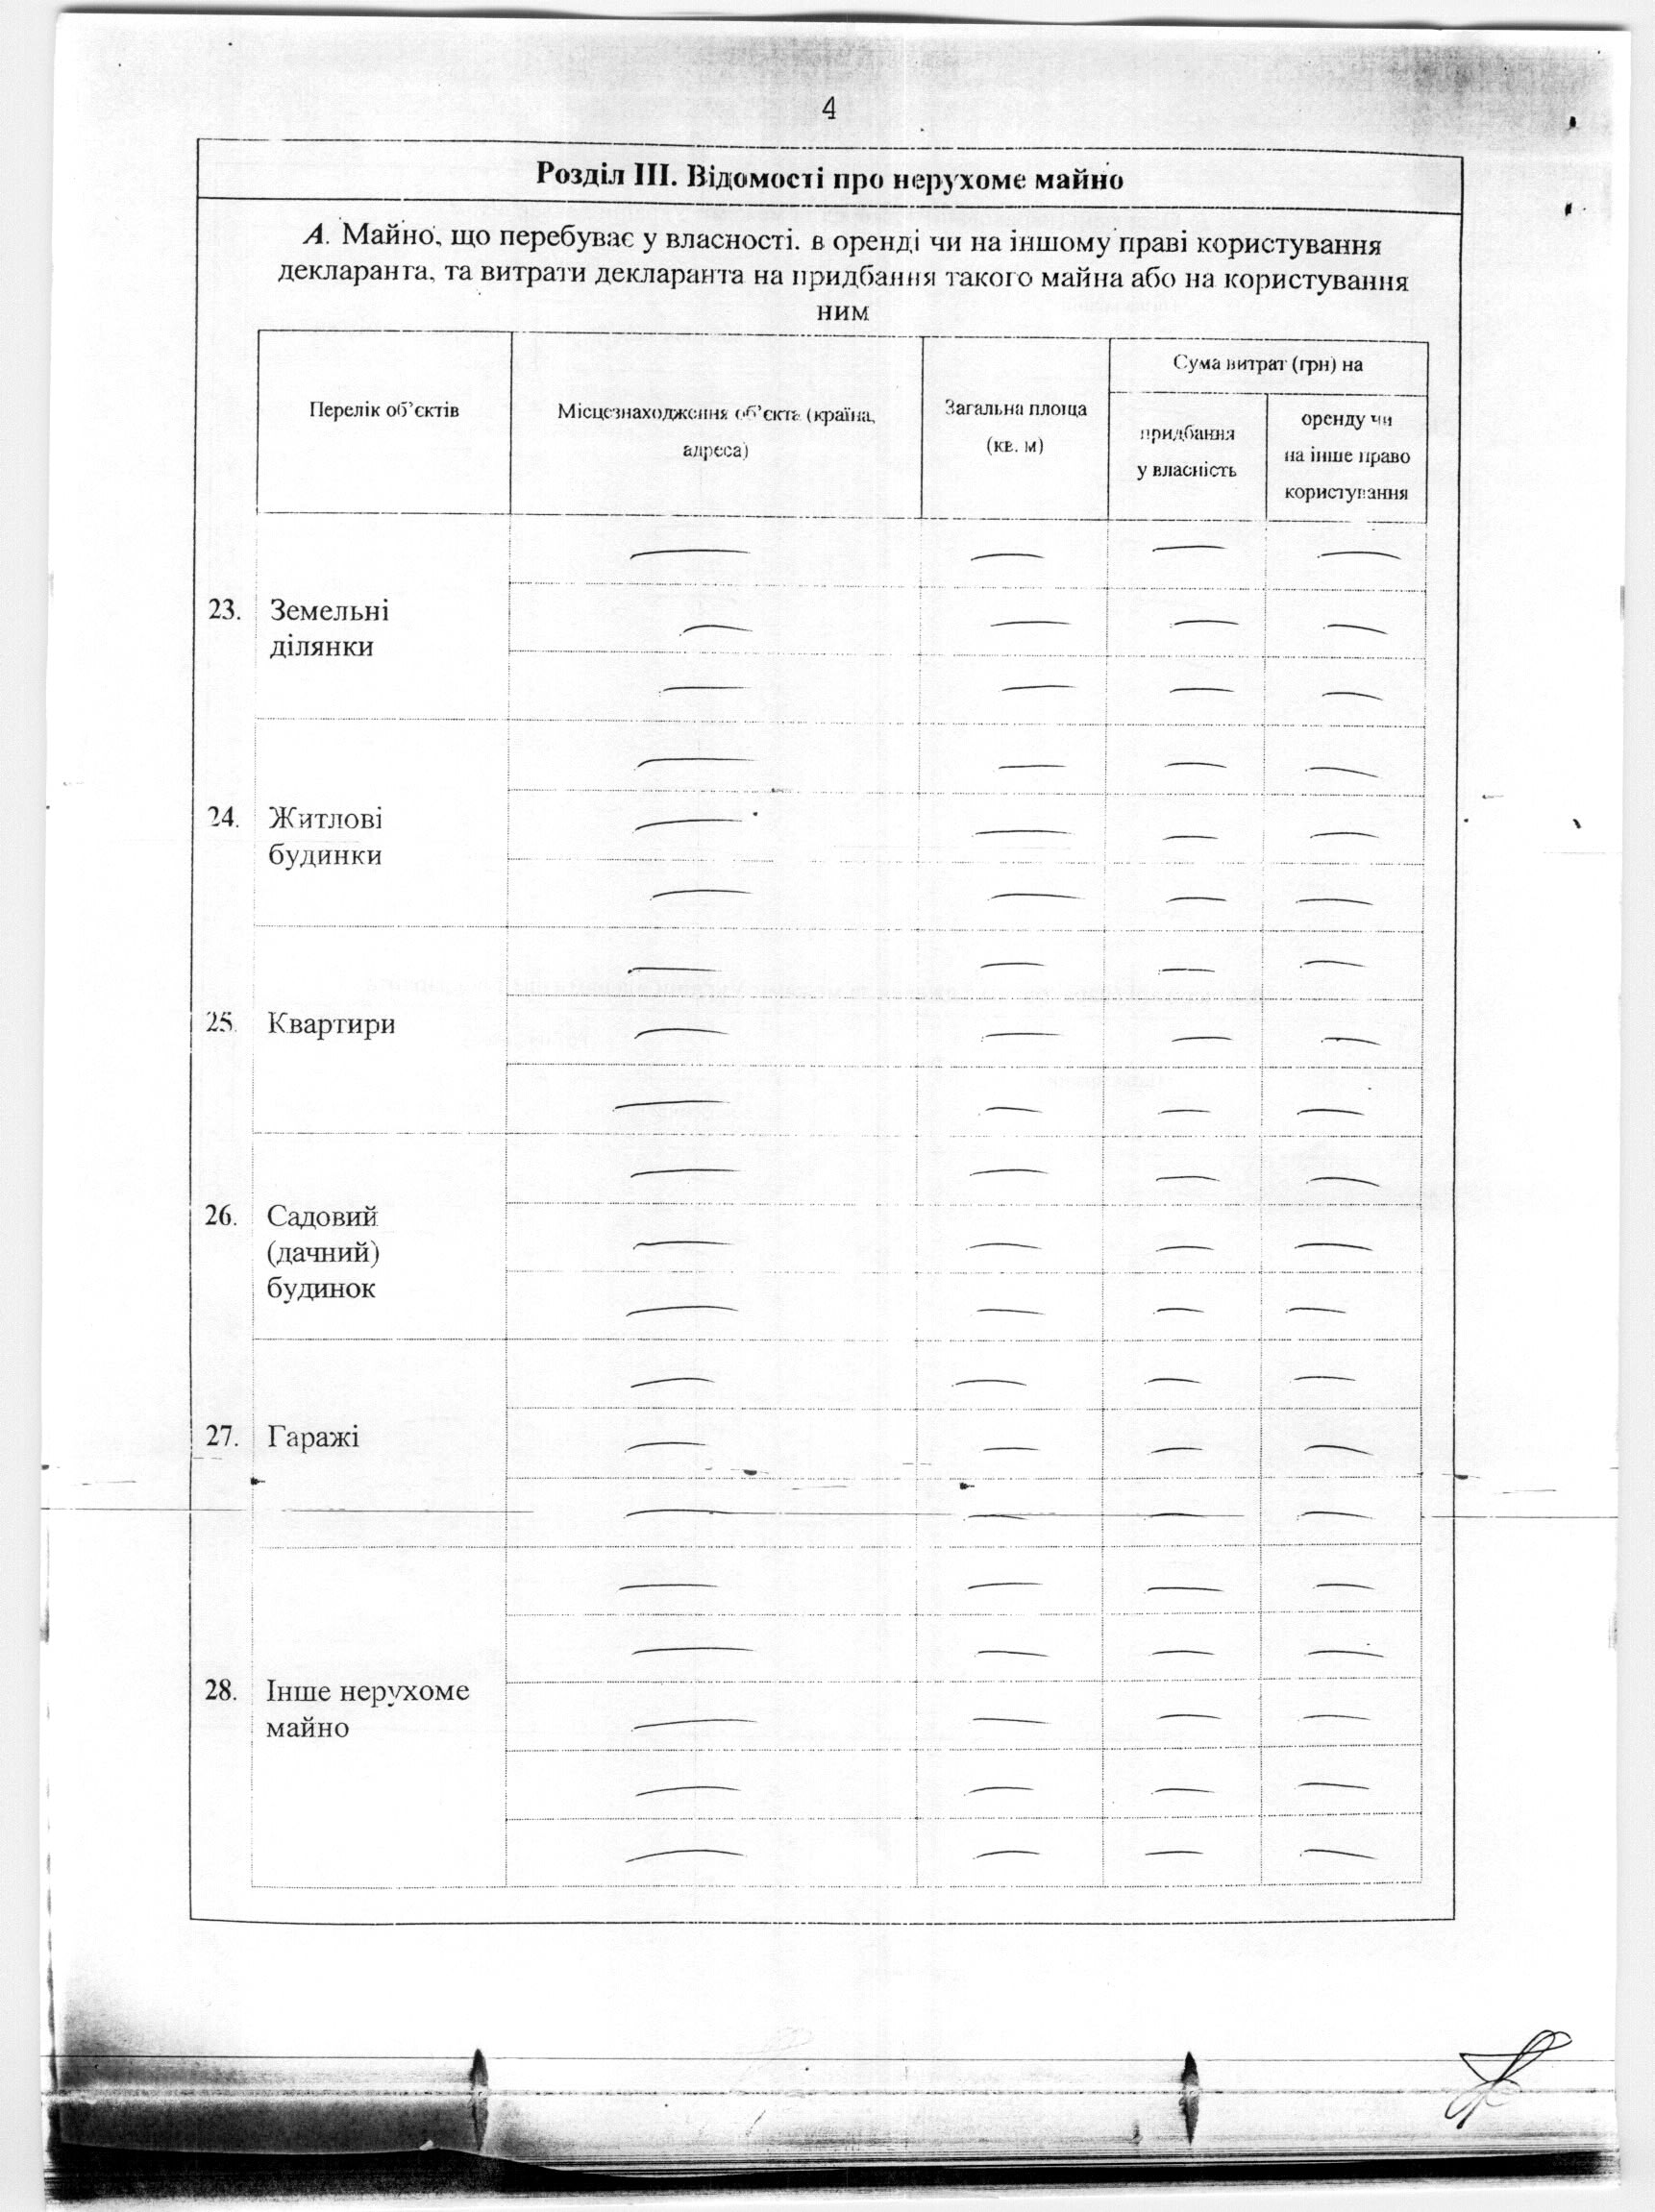 4
Розділ III. Відомості про нерухоме майно
А. Майно, що перебуває у власності, в оренді чи на іншому праві користування
декларанта, та витрати декларанта на придбання такого майна або на користування
ним
Перелік об’єктів
Місцезнаходження об’єкта (країна,
адреса)
Загальна площа
(кв. м)
Сума витрат (грн) на
придбання
у власність
оренду чи
на інше право
користування
23. Земельні
ділянки
— — — —
— — — —
— — — —
24. Житлові
будинки
— — — —
— — — —
— — — —
25. Квартири
— — — —
— — — —
— — — —
26. Садовий
(дачний)
будинок
— — — —
— — — —
— — — —
27. Гаражі
— — — —
— — — —
— — — —
28. Інше нерухоме
майно
— — — —
— — — —
— — — —
— — — —
— — — —